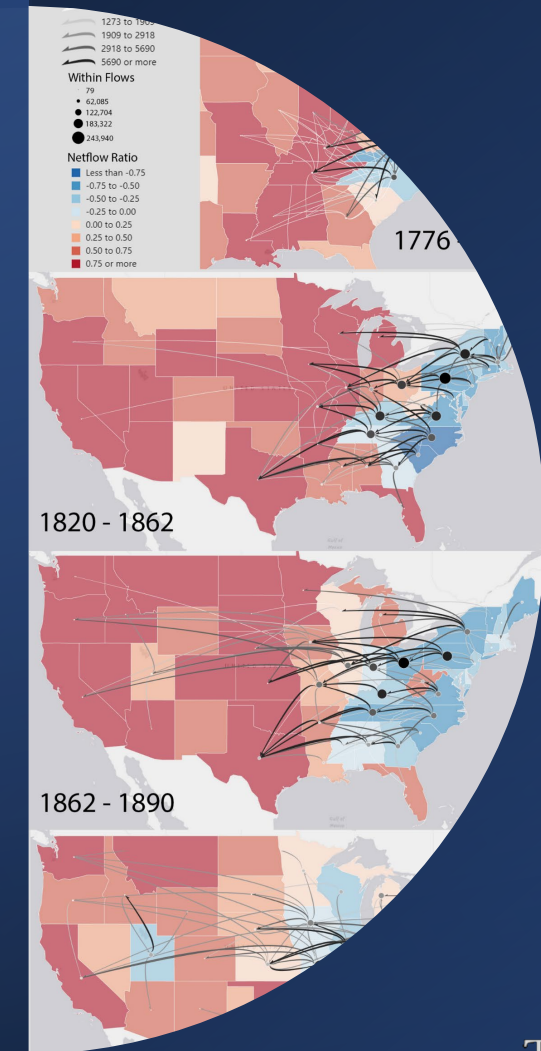 1273 to 1909
1909 to 2918
2918 to 5690
5690 or more
Within Flows
79
62,085
122,704
183,322
243,940
Netflow Ratio
Less than -0.75
-0.75 to -0.50
-0.50 to -0.25
-0.25 to 0.00
0.00 to 0.25
0.25 to 0.50
0.50 to 0.75
0.75 or more
1776 -
1820 - 1862
1862 - 1890